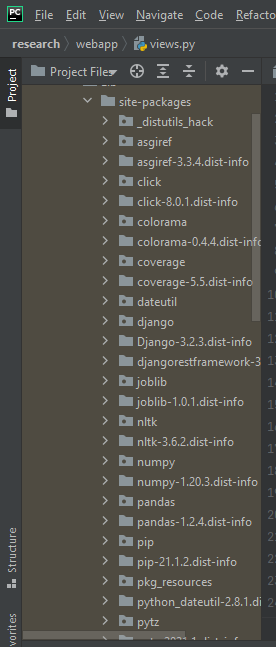 PC
File Edit View Navigate Code Refacto
research webapp views.py
Project
Project Files
site-packages
_distutils_hack
asgiref
asgiref-3.3.4.dist-info
click
click-8.0.1.dist-info
colorama
colorama-0.4.4.dist-info
coverage
coverage-5.5.dist-info
dateutil
django
Django-3.2.3.dist-info
djangorestframework-3
joblib
joblib-1.0.1.dist-info
nltk
nltk-3.6.2.dist-info
numpy
numpy-1.20.3.dist-info
pandas
pandas-1.2.4.dist-info
pip
pip-21.1.2.dist-info
pkg_resources
python_dateutil-2.8.1.di
pytz
Structure
vorites